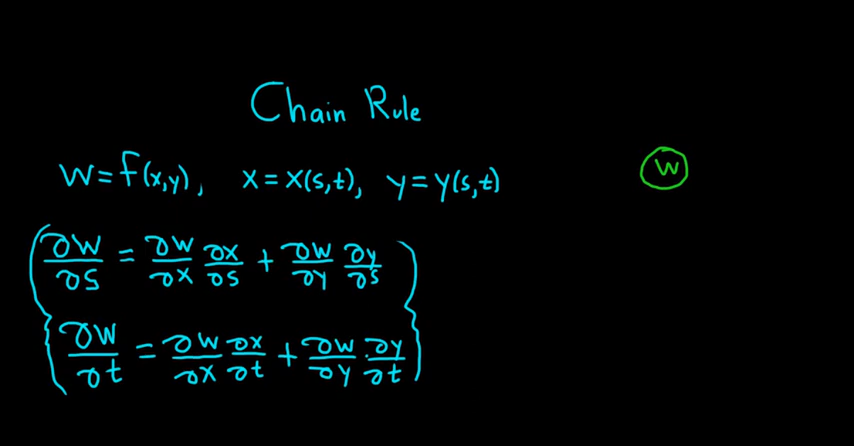 Chain Rule
w = f(x,y), x = x(s,t), y = y(s,t)
w
∂w/∂s = ∂w/∂x ∂x/∂s + ∂w/∂y ∂y/∂s
∂w/∂t = ∂w/∂x ∂x/∂t + ∂w/∂y · ∂y/∂t